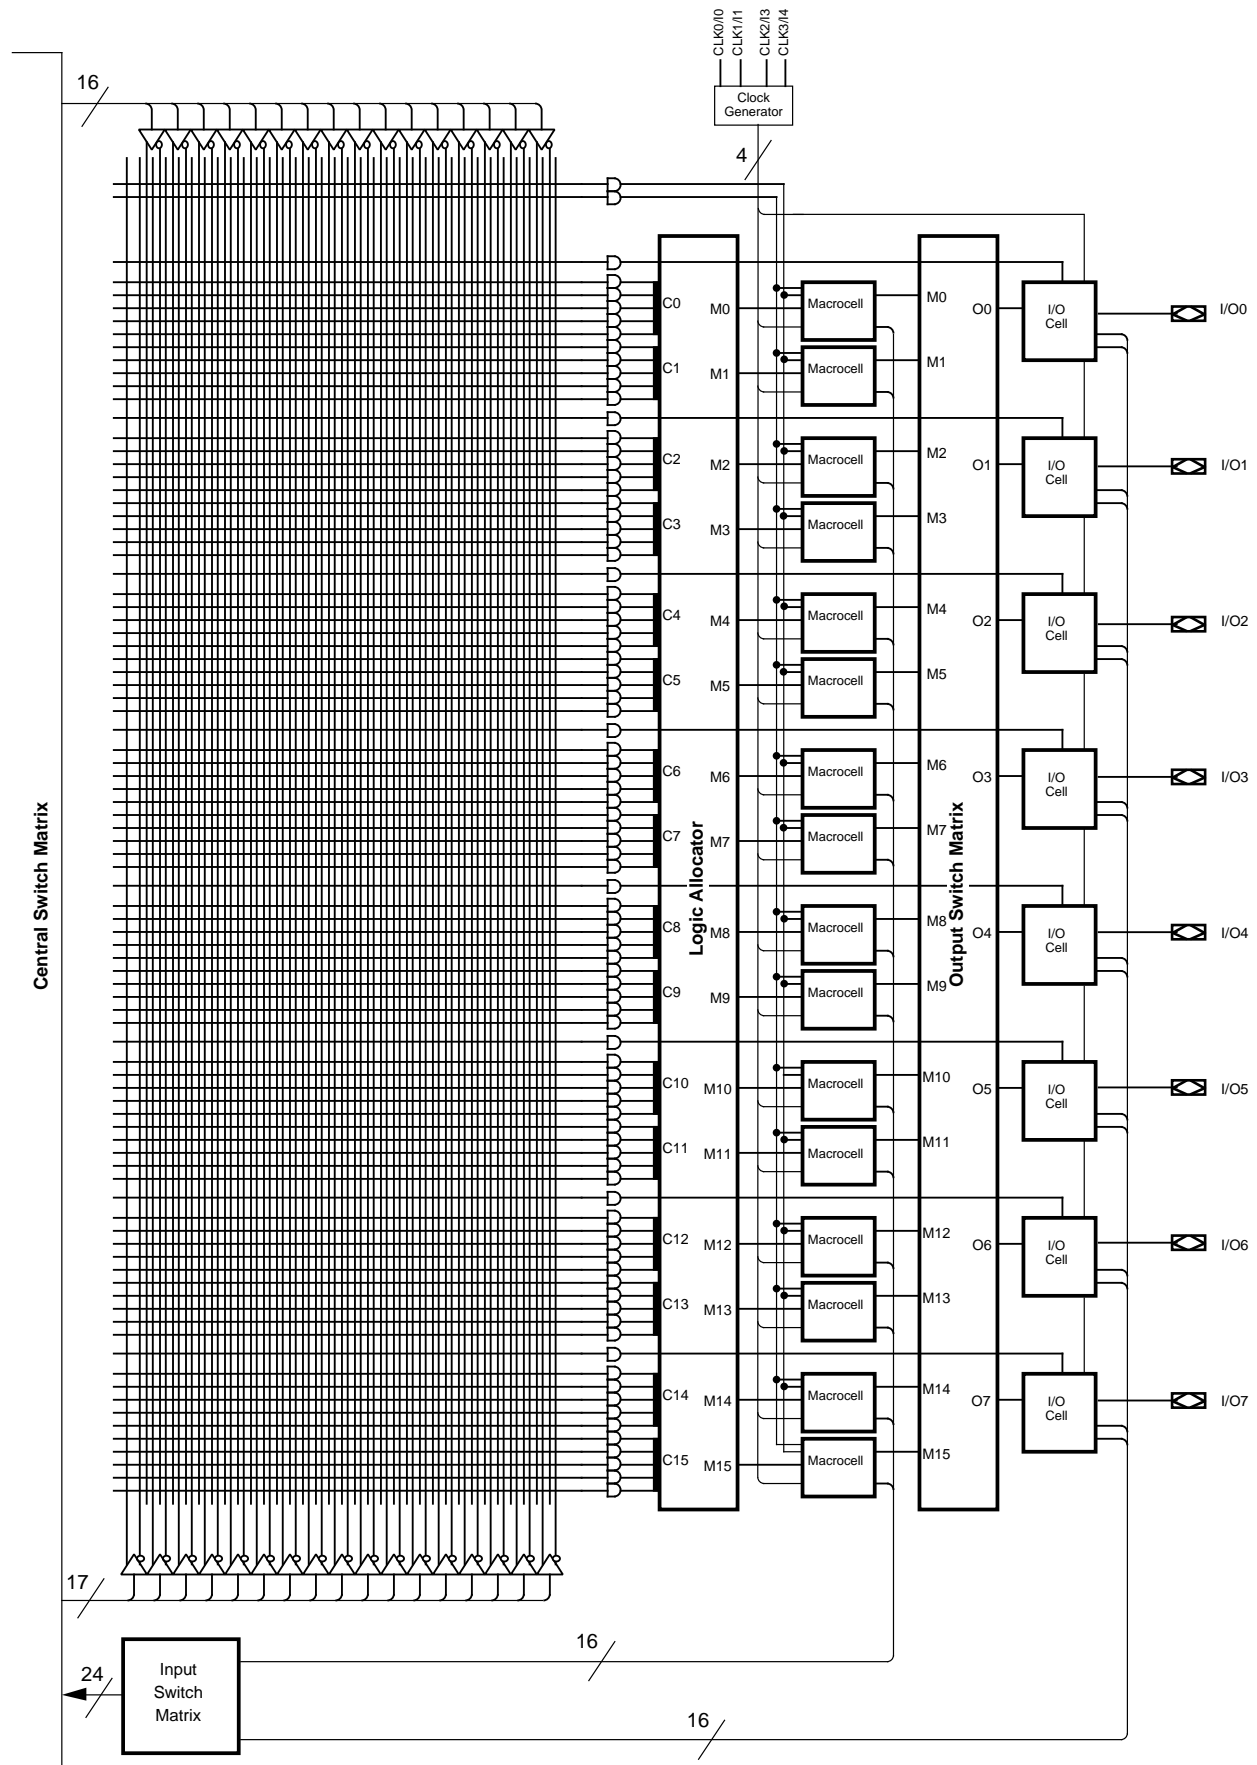 CLK0/I0
CLK1/I1
CLK2/I3
CLK3/I4
Clock
Generator
16
4
C0
M0
Macrocell
M0
O0
I/O
Cell
I/O0
C1
M1
Macrocell
M1
C2
M2
Macrocell
M2
O1
I/O
Cell
I/O1
C3
M3
Macrocell
M3
C4
M4
Macrocell
M4
O2
I/O
Cell
I/O2
C5
M5
Macrocell
M5
C6
M6
Macrocell
M6
O3
I/O
Cell
I/O3
C7
M7
Macrocell
M7
Central Switch Matrix
Logic Allocator
Output Switch Matrix
C8
M8
Macrocell
M8
O4
I/O
Cell
I/O4
C9
M9
Macrocell
M9
C10
M10
Macrocell
M10
O5
I/O
Cell
I/O5
C11
M11
Macrocell
M11
C12
M12
Macrocell
M12
O6
I/O
Cell
I/O6
C13
M13
Macrocell
M13
C14
M14
Macrocell
M14
O7
I/O
Cell
I/O7
C15
M15
Macrocell
M15
17
24
Input
Switch
Matrix
16
16